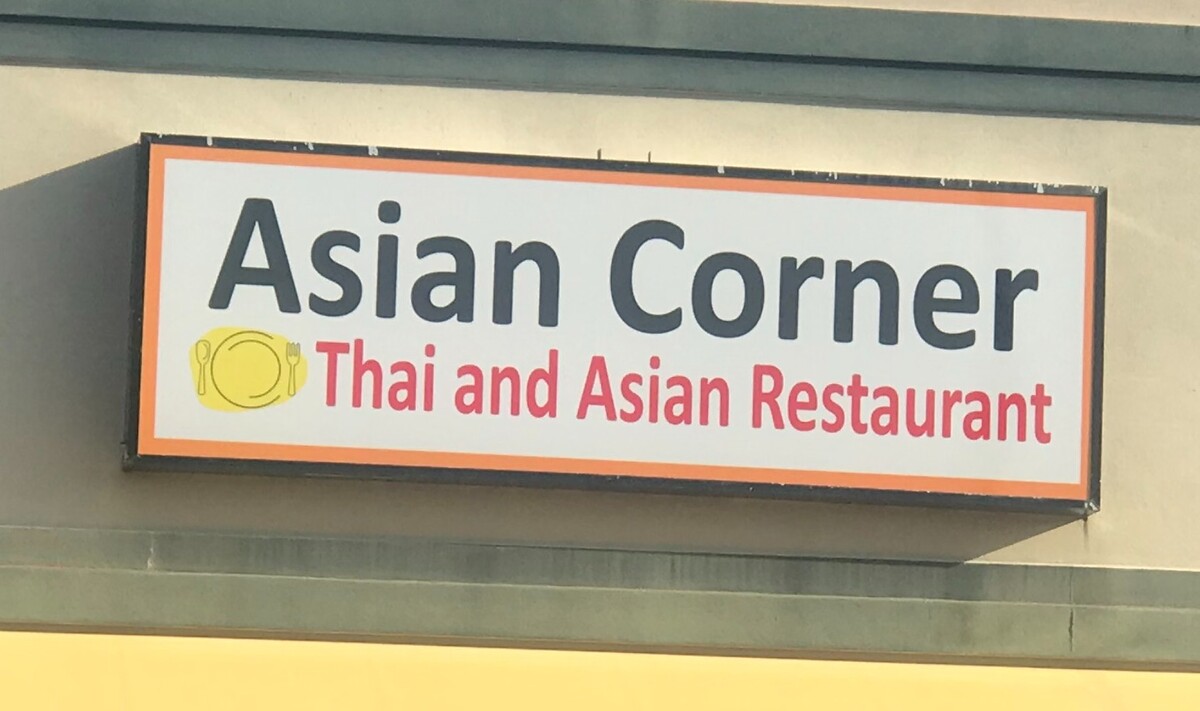 Asian Corner
Thai and Asian Restaurant